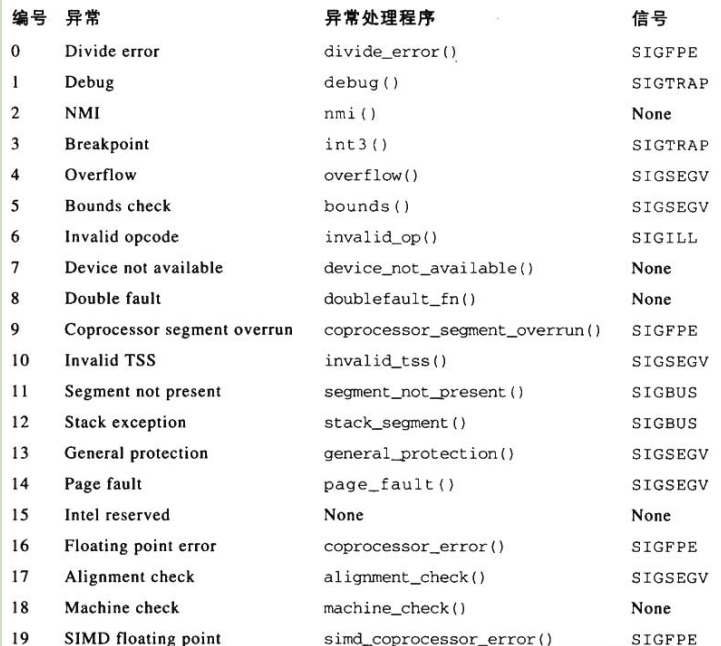 编号 异常 异常处理程序 信号
0 Divide error divide_error() SIGFPE
1 Debug debug() SIGTRAP
2 NMI nmi() None
3 Breakpoint int3() SIGTRAP
4 Overflow overflow() SIGSEGV
5 Bounds check bounds() SIGSEGV
6 Invalid opcode invalid_op() SIGILL
7 Device not available device_not_available() None
8 Double fault doublefault_fn() None
9 Coprocessor segment overrun coprocessor_segment_overrun() SIGFPE
10 Invalid TSS invalid_tss() SIGSEGV
11 Segment not present segment_not_present() SIGBUS
12 Stack exception stack_segment() SIGBUS
13 General protection general_protection() SIGSEGV
14 Page fault page_fault() SIGSEGV
15 Intel reserved None None
16 Floating point error coprocessor_error() SIGFPE
17 Alignment check alignment_check() SIGSEGV
18 Machine check machine_check() None
19 SIMD floating point simd_coprocessor_error() SIGFPE